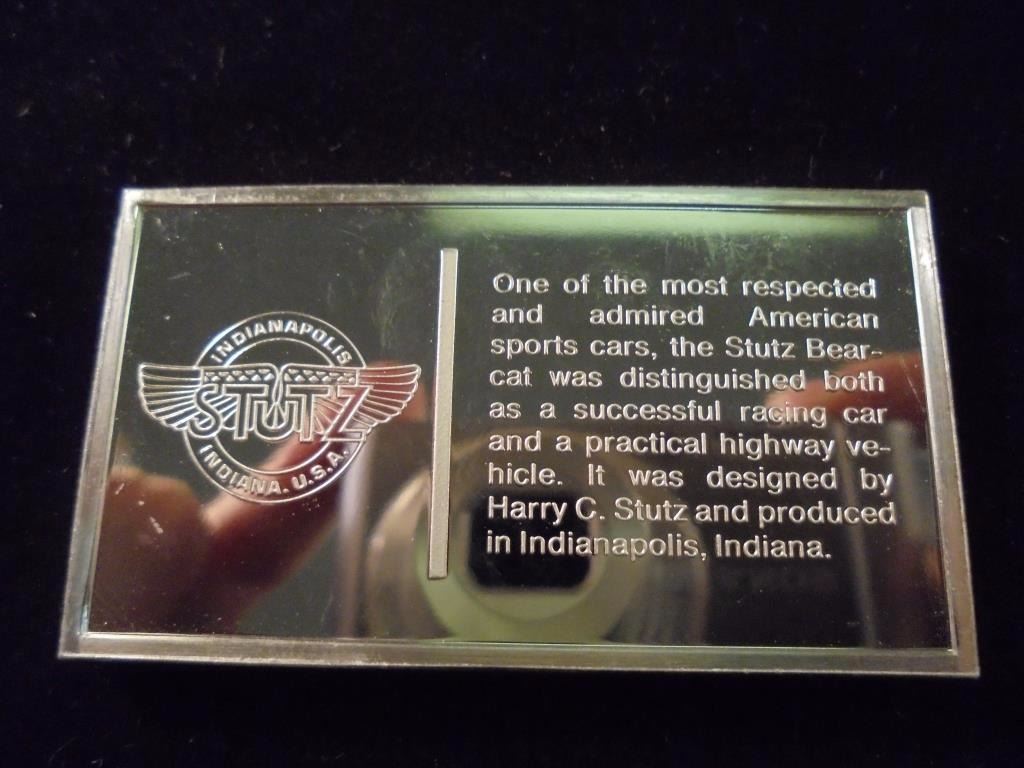 INDIANAPOLIS
STUTZ
INDIANA. U.S.A.
One of the most respected
and admired American
sports cars, the Stutz Bear-
cat was distinguished both
as a successful racing car
and a practical highway ve-
hicle. It was designed by
Harry C. Stutz and produced
in Indianapolis, Indiana.